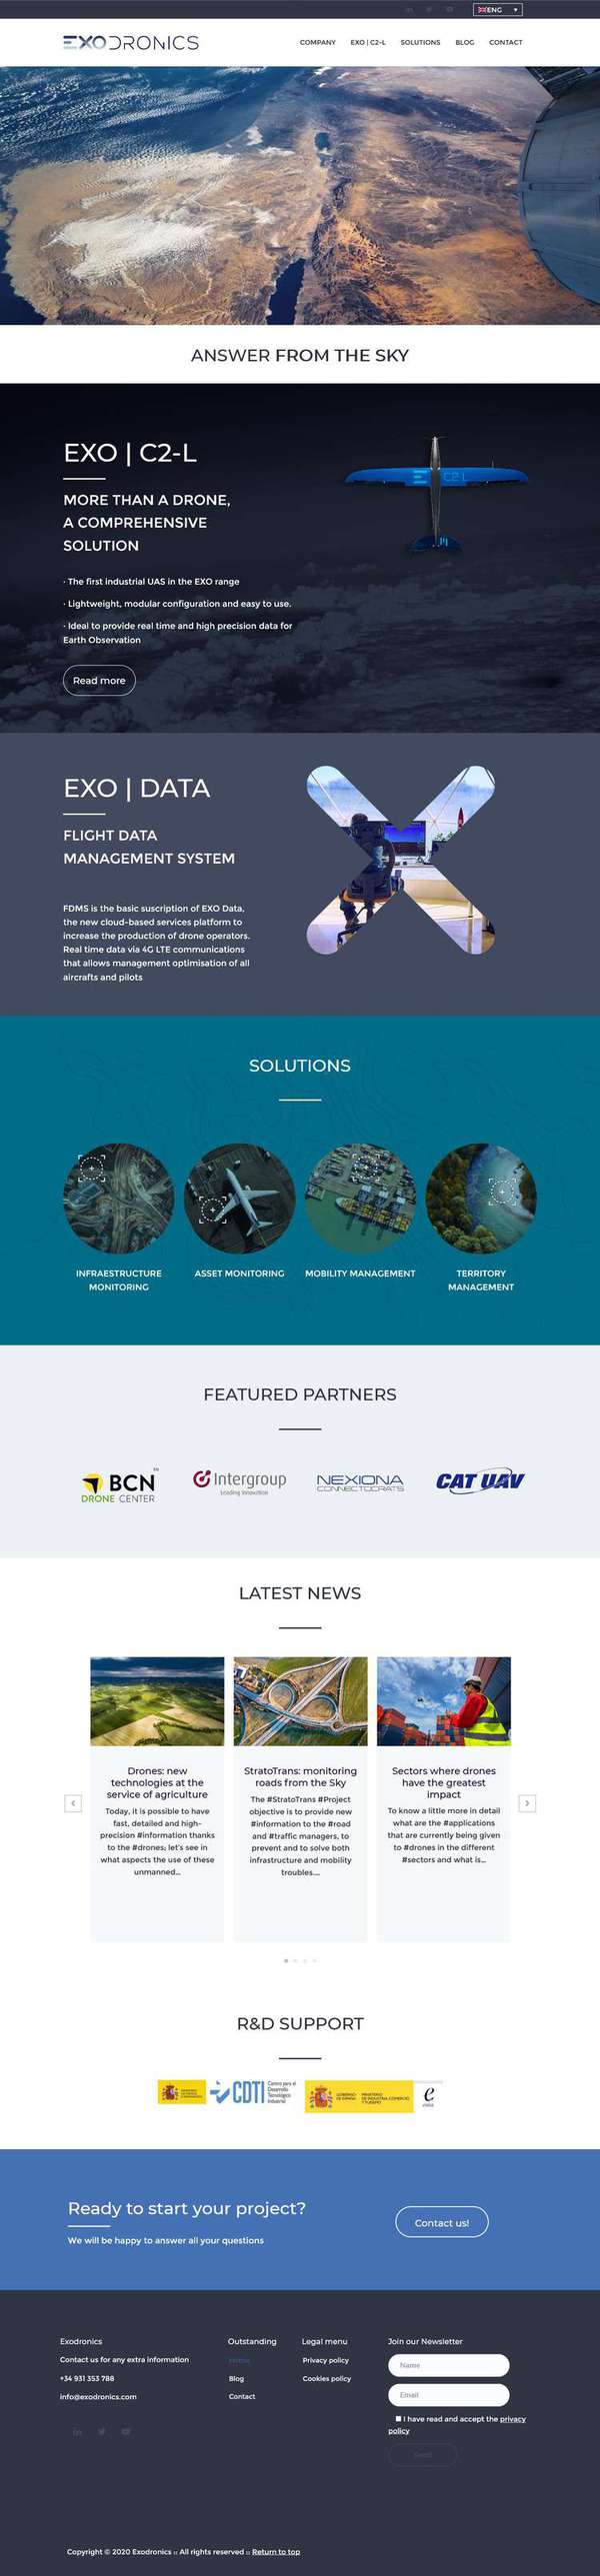 ENG
EXODRONICS
COMPANY EXO | C2-L SOLUTIONS BLOG CONTACT
ANSWER FROM THE SKY
EXO | C2-L
MORE THAN A DRONE,
A COMPREHENSIVE
SOLUTION
· The first industrial UAS in the EXO range
· Lightweight, modular configuration and easy to use.
· Ideal to provide real time and high precision data for
Earth Observation
Read more
C2-L
EXO | DATA
FLIGHT DATA
MANAGEMENT SYSTEM
FDMS is the basic suscription of EXO Data,
the new cloud-based services platform to
increase the production of drone operators.
Real time data via 4G LTE communications
that allows management optimisation of all
aircrafts and pilots
SOLUTIONS
INFRAESTRUCTURE
MONITORING
ASSET MONITORING
MOBILITY MANAGEMENT
TERRITORY
MANAGEMENT
FEATURED PARTNERS
BCN
DRONE CENTER
Intergroup
leading innovation
NEXIONA
CONNECTOCRATS
CAT UAV
LATEST NEWS
Drones: new
technologies at the
service of agriculture
Today, it is possible to have
fast, detailed and high-
precision #information thanks
to the #drones; let's see in
what aspects the use of these
unmanned...
StratoTrans: monitoring
roads from the Sky
The #StratoTrans #Project
objective is to provide new
#information to the #road
and #traffic managers, to
prevent and to solve both
infrastructure and mobility
troubles....
Sectors where drones
have the greatest
impact
To know a little more in detail
what are the #applications
that are currently being given
to #drones in the different
#sectors and what is...
R&D SUPPORT
CDTI
Centro para el
Desarrollo
Tecnológico
Industrial
GOBIERNO
DE ESPAÑA
MINISTERIO
DE INDUSTRIA, COMERCIO
Y TURISMO
e
Ready to start your project?
We will be happy to answer all your questions
Contact us!
Exodronics
Contact us for any extra information
+34 931 353 788
info@exodronics.com
Outstanding
Home
Blog
Contact
Legal menu
Privacy policy
Cookies policy
Join our Newsletter
Name
Email
I have read and accept the privacy
policy
Send
Copyright © 2020 Exodronics :: All rights reserved :: Return to top